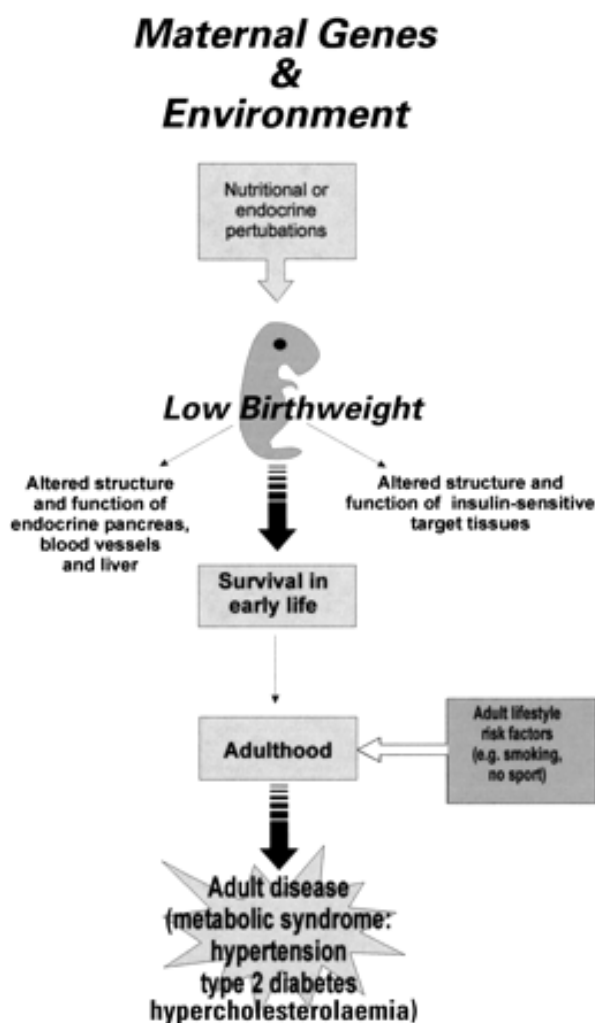 Maternal Genes
&
Environment
Nutritional or
endocrine
pertubations
Low Birthweight
Altered structure
and function of
endocrine pancreas,
blood vessels
and liver
Altered structure and
function of insulin-sensitive
target tissues
Survival in
early life
Adulthood
Adult lifestyle
risk factors
(e.g. smoking,
no sport)
Adult disease
(metabolic syndrome:
hypertension
type 2 diabetes
hypercholesterolaemia)